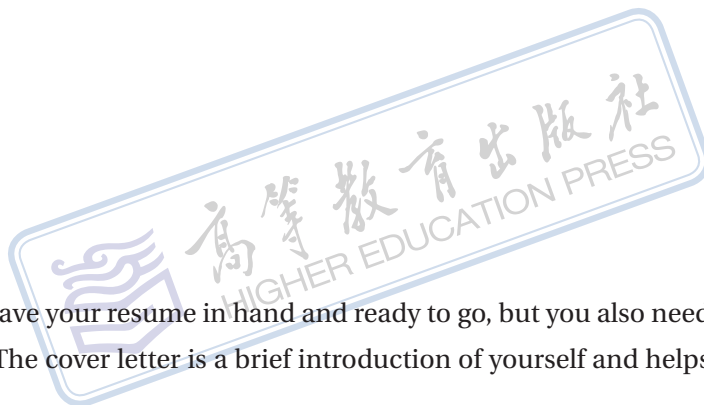 高等教育出版社
HIGHER EDUCATION PRESS
ave your resume in hand and ready to go, but you also need
The cover letter is a brief introduction of yourself and helps